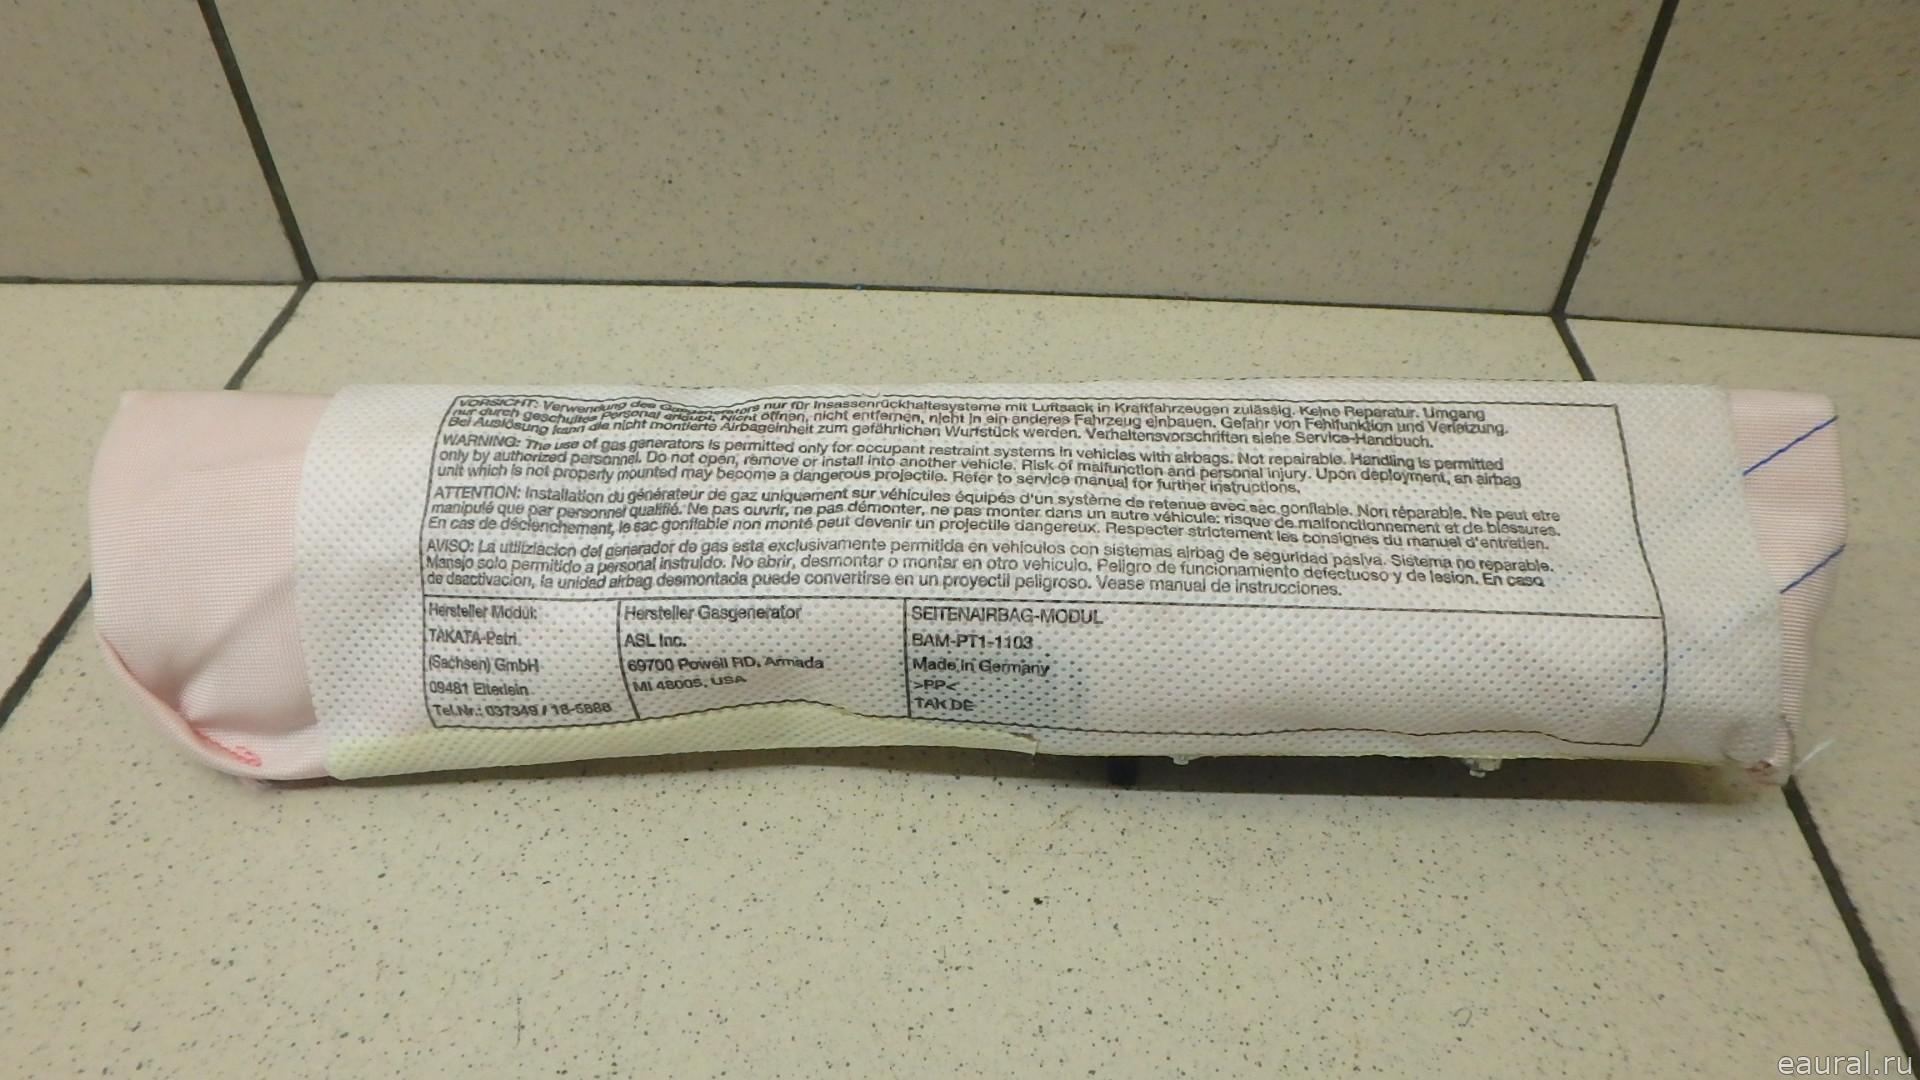 VORSICHT: Verwendung des Gasgenerators nur für Insassenrückhaltesysteme mit Luftsack in Kraftfahrzeugen zulässig. Keine Reparatur. Umgang
nur durch geschultes Personal erlaubt. Nicht öffnen, nicht entfernen, nicht in ein anderes Fahrzeug einbauen. Gefahr von Fehlfunktion und Verletzung.
Bei Auslösung kann die nicht montierte Airbageinheit zum gefährlichen Wurfstück werden. Verhaltensvorschriften siehe Service-Handbuch.
WARNING: The use of gas generators is permitted only for occupant restraint systems in vehicles with airbags. Not repairable. Handling is permitted
only by authorized personnel. Do not open, remove or install into another vehicle. Risk of malfunction and personal injury. Upon deployment, an airbag
unit which is not properly mounted may become a dangerous projectile. Refer to service manual for further instructions.
ATTENTION: Installation du générateur de gaz uniquement sur véhicules équipés d'un système de retenue avec sac gonflable. Non réparable. Ne peut etre
manipulé que par personnel qualifié. Ne pas ouvrir, ne pas démonter, ne pas monter dans un autre véhicule: risque de malfonctionnement et de blessures.
En cas de déclenchement, le sac gonflable non monté peut devenir un projectile dangereux. Respecter strictement les consignes du manuel d'entretien.
AVISO: La utiliziacion del generador de gas esta exclusivamente permitida en vehiculos con sistemas airbag de seguridad pasiva. Sistema no reparable.
Mansjo solo permitido a personal instruido. No abrir, desmontar o montar en otro vehiculo. Peligro de funcionamiento defectuoso y de lesion. En caso
de dsactivacion, la unidad airbag desmontada puede convertirse en un proyectil peligroso. Vease manual de instrucciones.
Hersteller Modul:
TAKATA-Petri
(Sachsen) GmbH
09481 Elterlein
Tel.Nr.: 037349 / 18-5888
Hersteller Gasgenerator
ASL Inc.
69700 Powell RD. Armada
MI 48005, USA
SEITENAIRBAG-MODUL
BAM-PT1-1103
Made in Germany
>PP<
TAK DE
eaural.ru